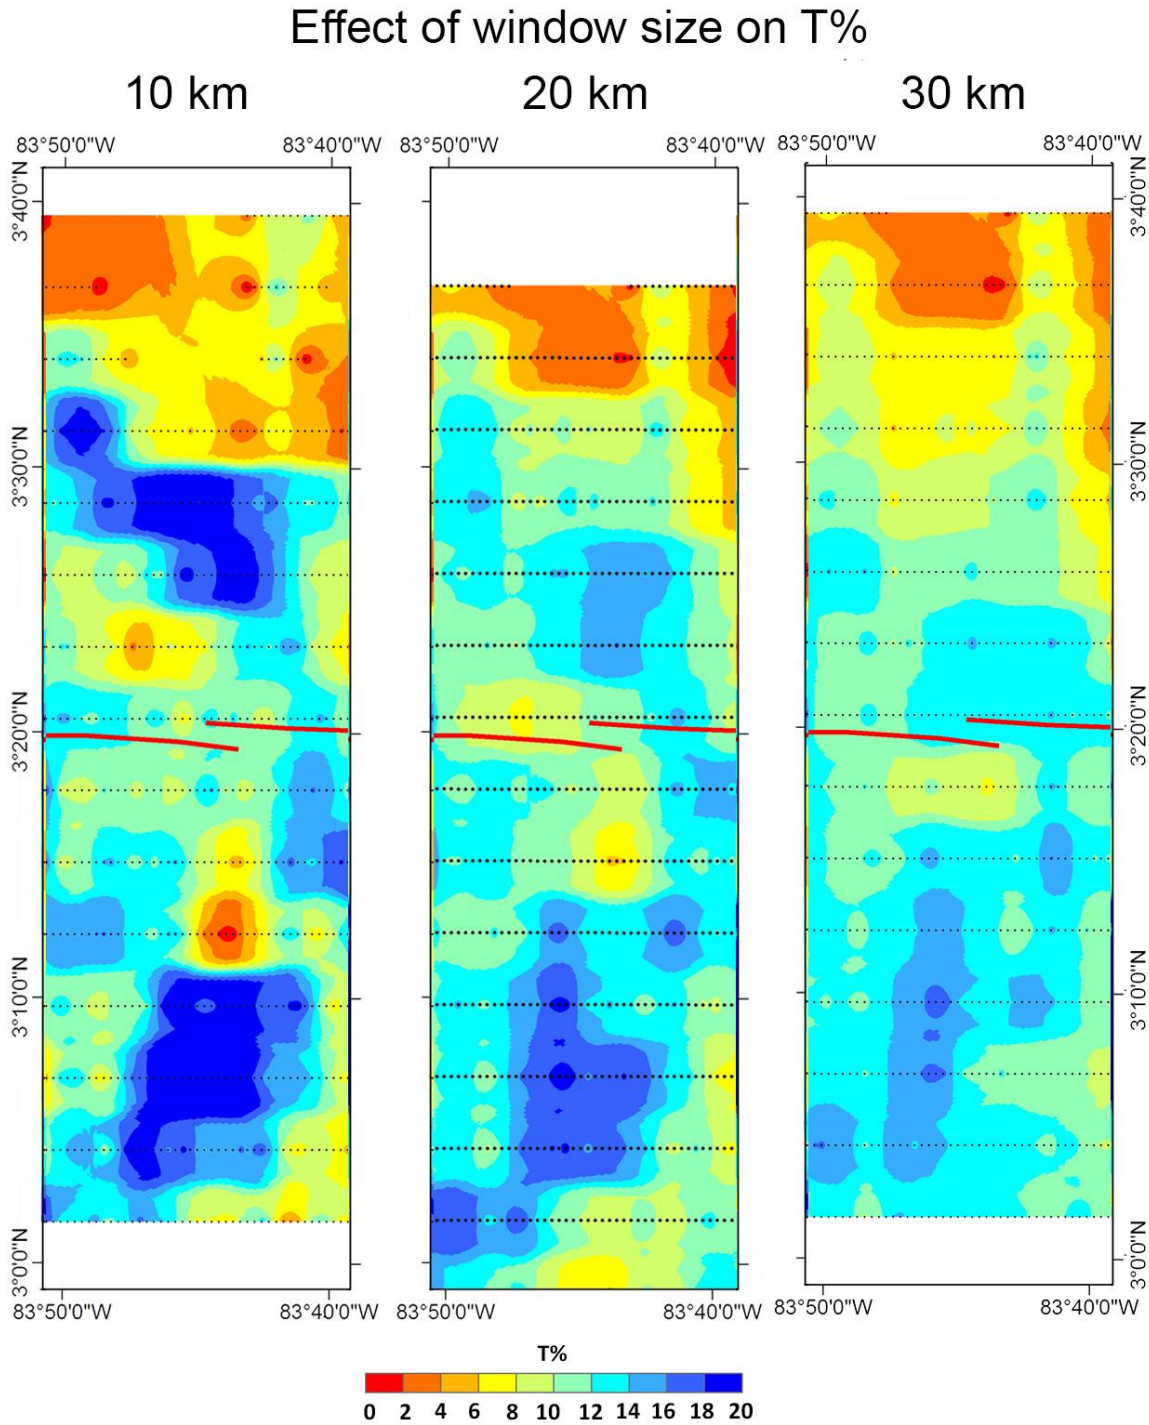 Effect of window size on T%
10 km
20 km
30 km
83°50'0"W 83°40'0"W 83°50'0"W 83°40'0"W 83°50'0"W 83°40'0"W
3°40'0"N 3°40'0"N
3°30'0"N 3°30'0"N
3°20'0"N 3°20'0"N
3°10'0"N 3°10'0"N
3°0'0"N 3°0'0"N
83°50'0"W 83°40'0"W 83°50'0"W 83°40'0"W 83°50'0"W 83°40'0"W
T%
0 2 4 6 8 10 12 14 16 18 20